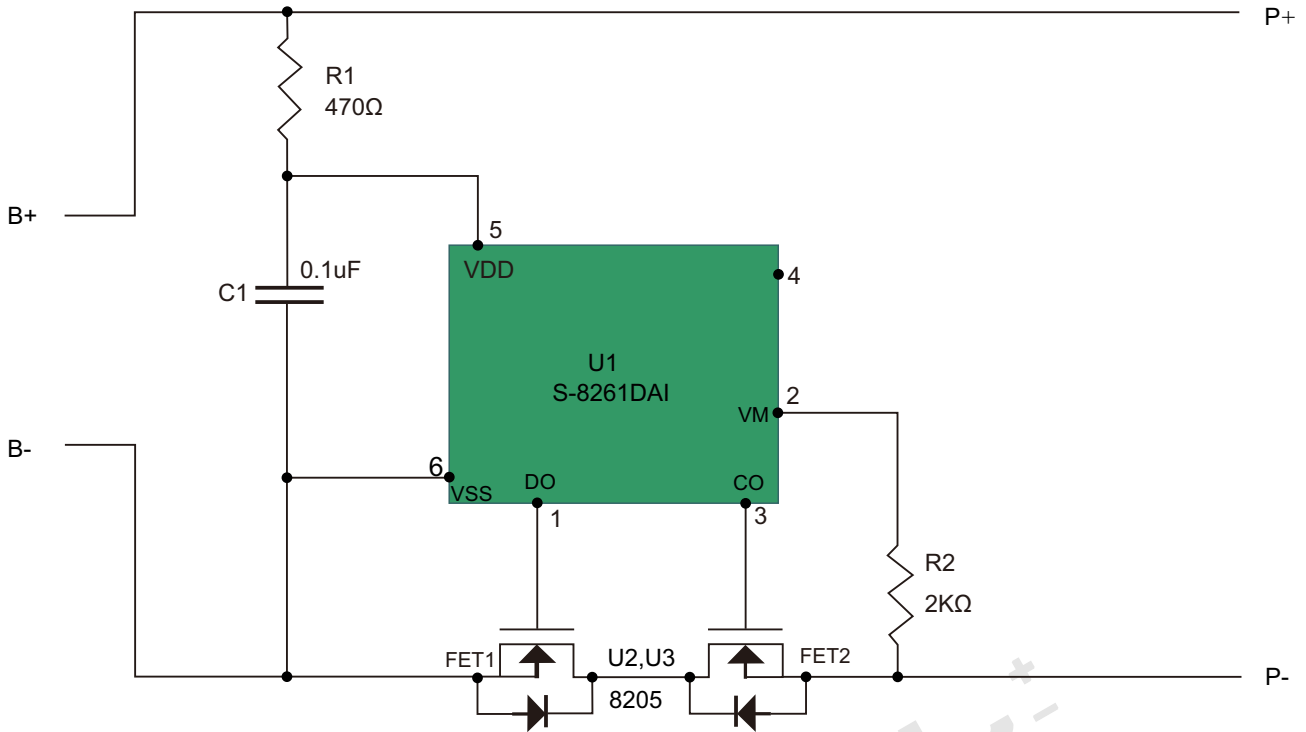 P+
R1
470Ω
B+
5
VDD
4
0.1uF
C1
U1
S-8261DAI
2
VM
B-
6
VSS
DO
CO
1
3
R2
2KΩ
FET1
U2,U3
FET2
8205
P-